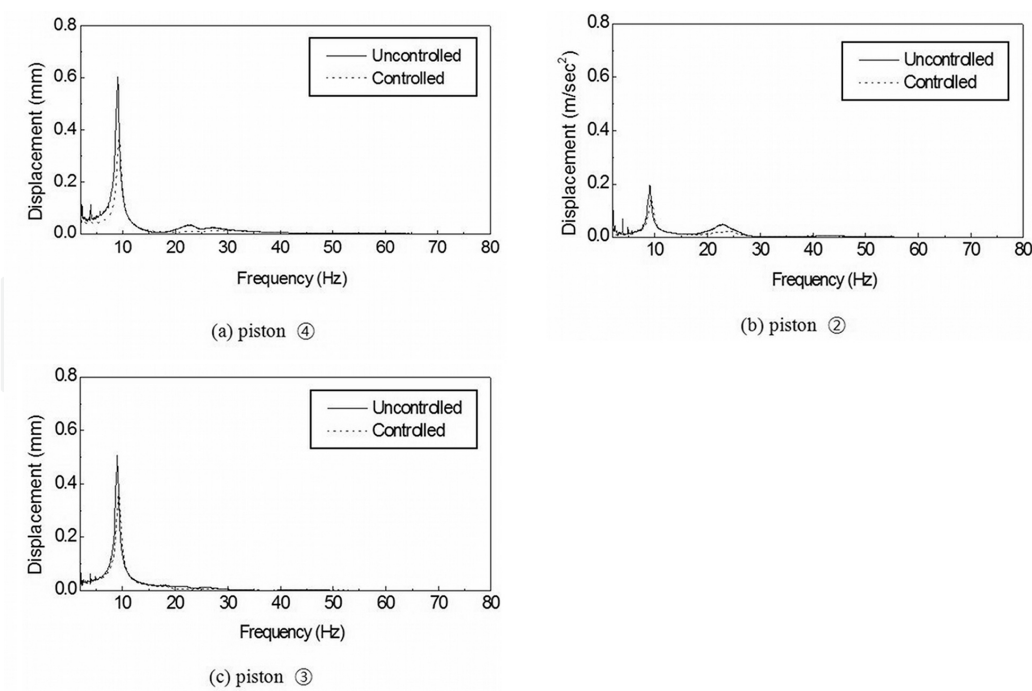 0.8
0.6
0.4
0.2
0.0
Displacement (mm)
Uncontrolled
Controlled
10 20 30 40 50 60 70 80
Frequency (Hz)
(a) piston ④
0.8
0.6
0.4
0.2
0.0
Displacement (m/sec²)
Uncontrolled
Controlled
10 20 30 40 50 60 70 80
Frequency (Hz)
(b) piston ②
0.8
0.6
0.4
0.2
0.0
Displacement (mm)
Uncontrolled
Controlled
10 20 30 40 50 60 70 80
Frequency (Hz)
(c) piston ③